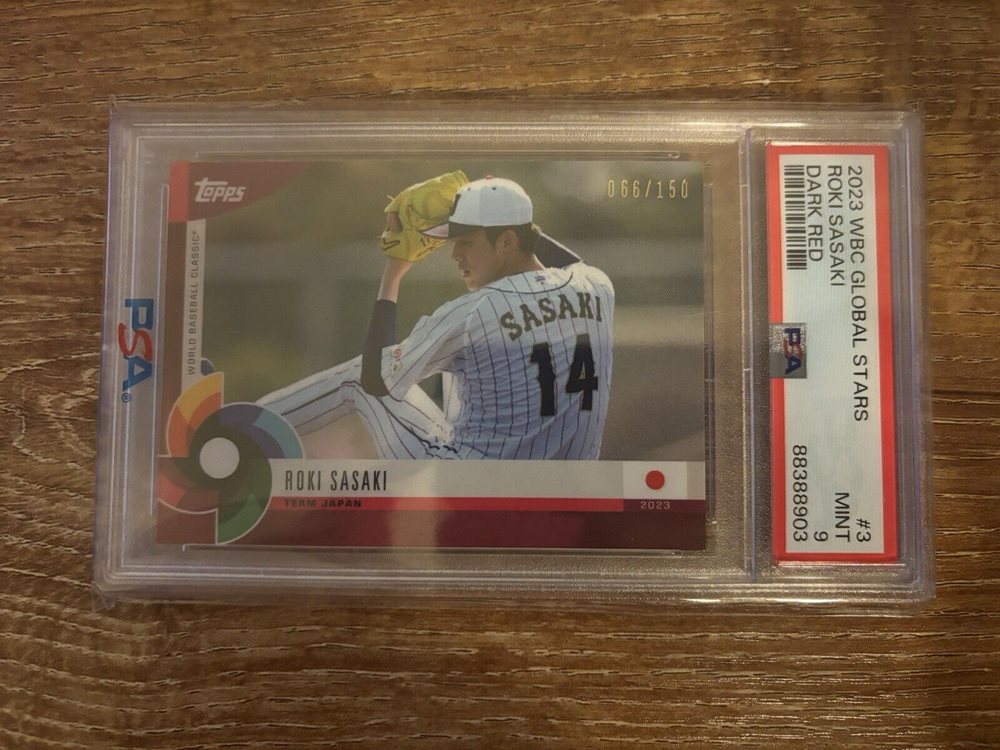 topps
066/150
WORLD BASEBALL CLASSIC®
SASAKI
14
ROKI SASAKI
TEAM JAPAN
2023
PSA®
2023 WBC GLOBAL STARS
ROKI SASAKI
DARK RED
#3
MINT
9
PSA
88388903